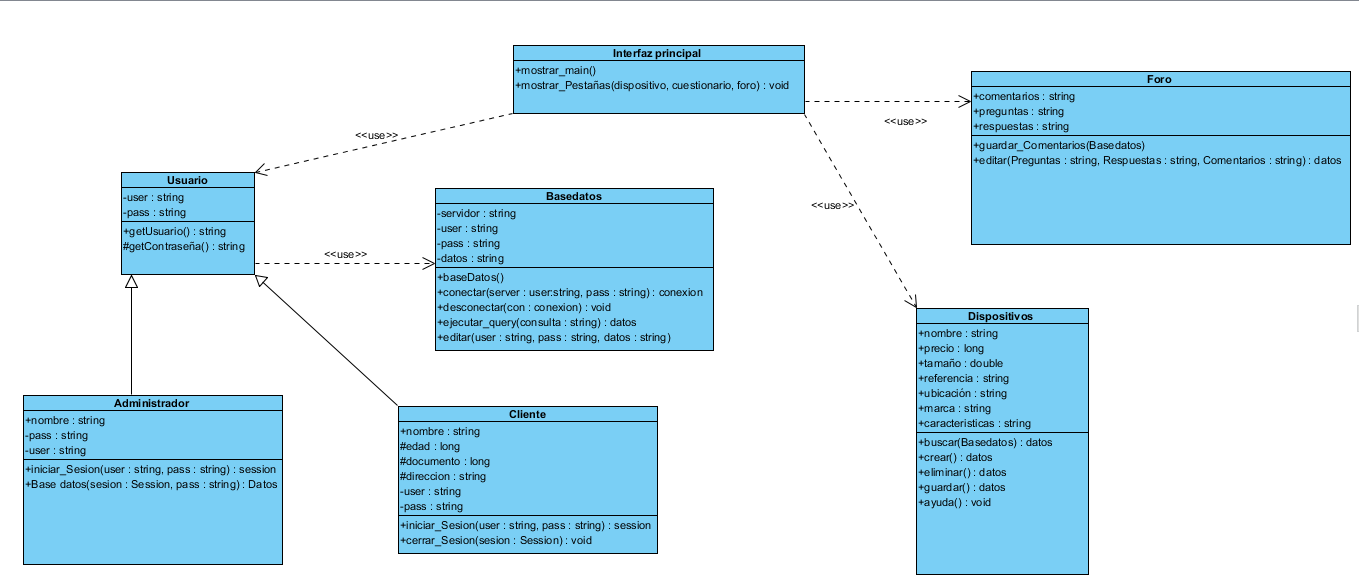 Interfaz principal
+mostrar_main()
+mostrar_Pestañas(dispositivo, cuestionario, foro) : void
<<use>>
<<use>>
<<use>>
Foro
+comentarios : string
+preguntas : string
+respuestas : string
+guardar_Comentarios(Basedatos)
+editar(Preguntas : string, Respuestas : string, Comentarios : string) : datos
Usuario
-user : string
-pass : string
+getUsuario() : string
#getContraseña() : string
<<use>>
Basedatos
-servidor : string
-user : string
-pass : string
-datos : string
+baseDatos()
+conectar(server : user:string, pass : string) : conexion
+desconectar(con : conexion) : void
+ejecutar_query(consulta : string) : datos
+editar(user : string, pass : string, datos : string)
Dispositivos
+nombre : string
+precio : long
+tamaño : double
+referencia : string
+ubicación : string
+marca : string
+caracteristicas : string
+buscar(Basedatos) : datos
+crear() : datos
+eliminar() : datos
+guardar() : datos
+ayuda() : void
Administrador
+nombre : string
-pass : string
-user : string
+iniciar_Sesion(user : string, pass : string) : session
+Base datos(sesion : Session, pass : string) : Datos
Cliente
+nombre : string
#edad : long
#documento : long
#direccion : string
-user : string
-pass : string
+iniciar_Sesion(user : string, pass : string) : session
+cerrar_Sesion(sesion : Session) : void